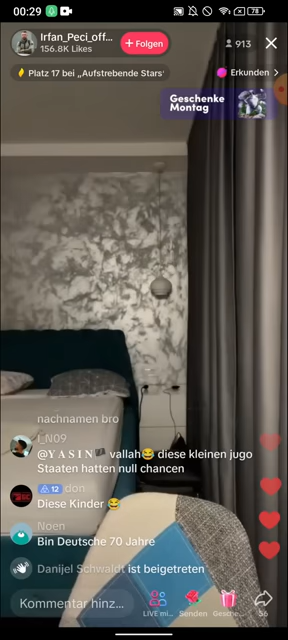 00:29
78
Irfan_Peci_off...
156.8K Likes
+ Folgen
913
Platz 17 bei „Aufstrebende Stars"
Erkunden >
Geschenke
Montag
nachnamen bro
I_N09
@𝐘𝐀𝐒𝐈𝐍🏴 vallah😂 diese kleinen jugo
Staaten hatten null chancen
12 don
Diese Kinder 😂
Noen
Bin Deutsche 70 Jahre
Danijel Schwaldt ist beigetreten
Kommentar hinz...
LIVE mi...
Senden
Gesche...
56